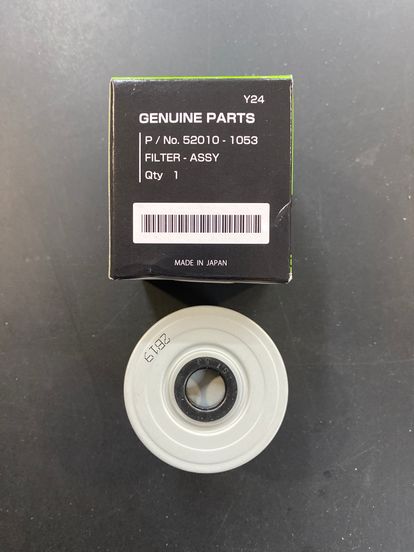 Y24
GENUINE PARTS
P / No. 52010 - 1053
FILTER - ASSY
Qty 1
MADE IN JAPAN
2B19